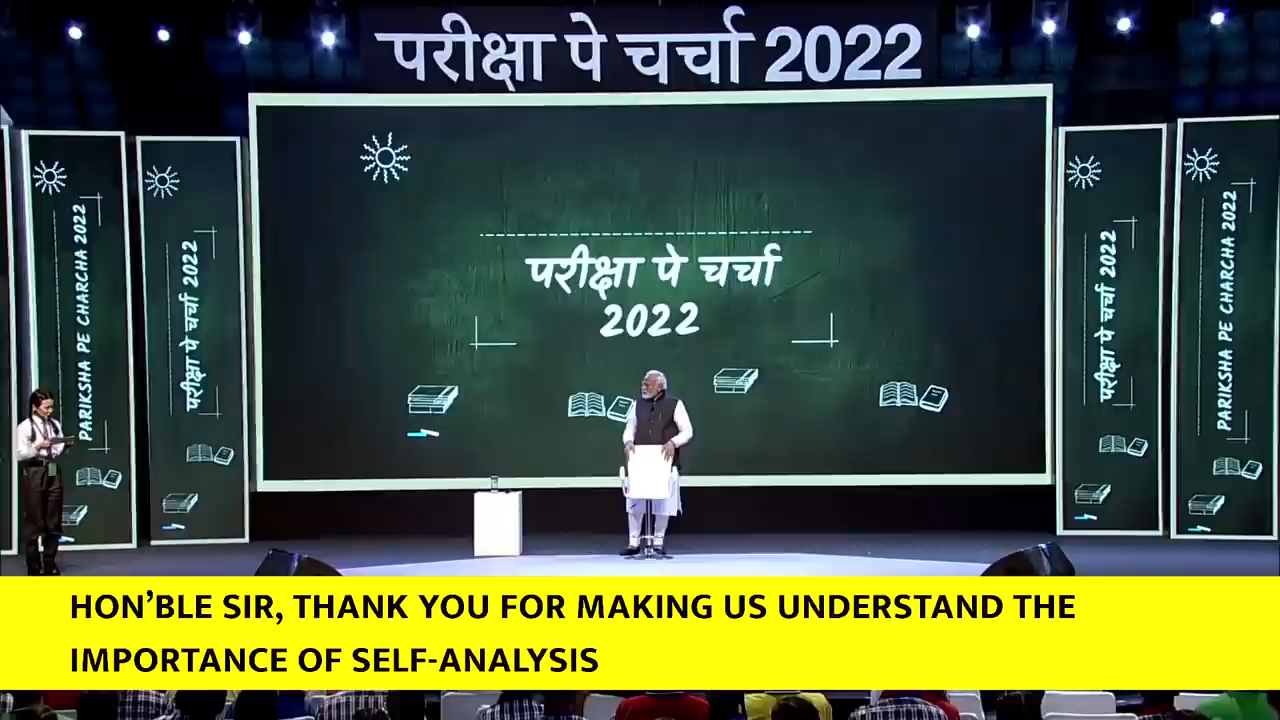 परीक्षा पे चर्चा 2022
परीक्षा पे चर्चा
2022
PARIKSHA PE CHARCHA 2022
परीक्षा पे चर्चा 2022
परीक्षा पे चर्चा 2022
PARIKSHA PE CHARCHA 2022
HON’BLE SIR, THANK YOU FOR MAKING US UNDERSTAND THE
IMPORTANCE OF SELF-ANALYSIS